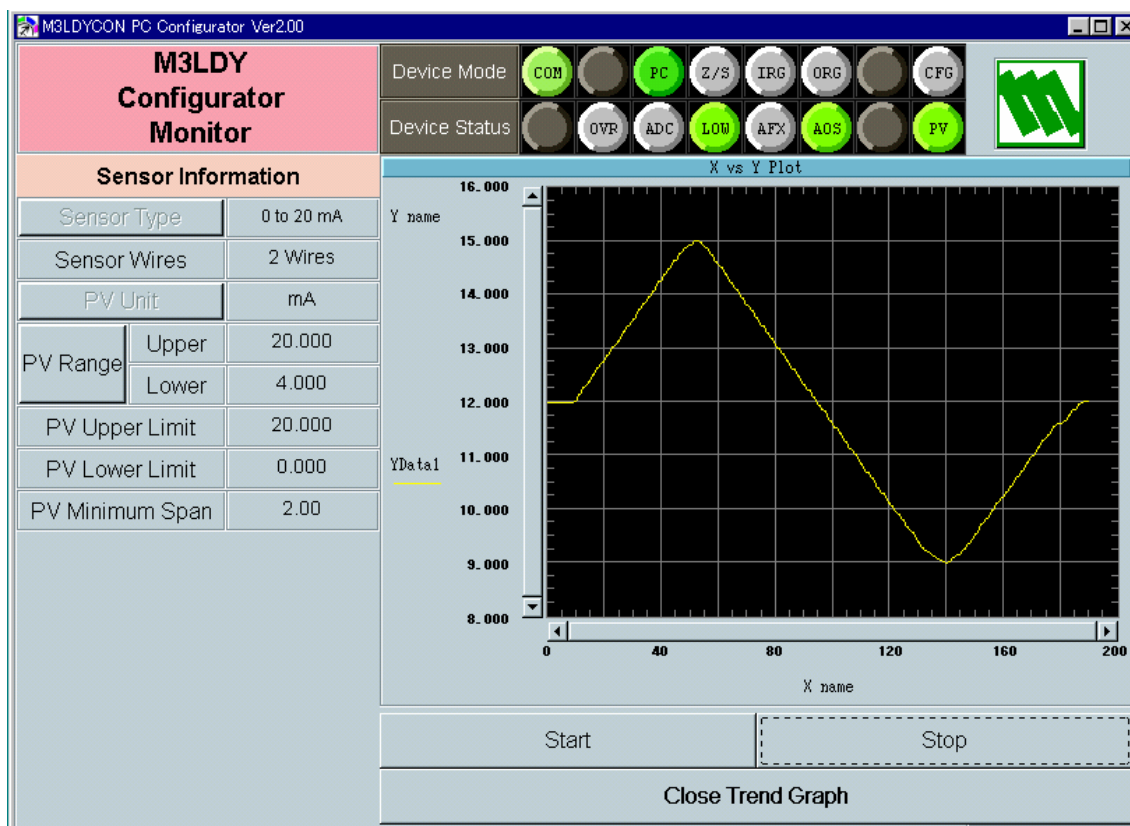 M3LDYCON PC Configurator Ver2.00
M3LDY
Configurator
Monitor
Device Mode COM PC Z/S IRG ORG CFG
Device Status OVR ADC LOW AFX AOS PV
Sensor Information
Sensor Type 0 to 20 mA
Sensor Wires 2 Wires
PV Unit mA
PV Range Upper 20.000
Lower 4.000
PV Upper Limit 20.000
PV Lower Limit 0.000
PV Minimum Span 2.00
X vs Y Plot
16.000
Y name
15.000
14.000
13.000
12.000
YData1 11.000
10.000
9.000
8.000
0 40 80 120 160 200
X name
Start Stop
Close Trend Graph